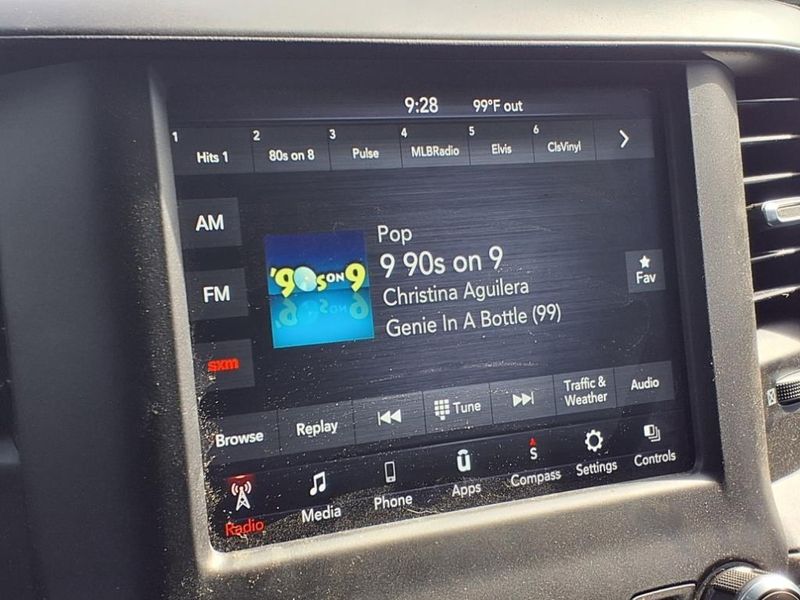 9:28 99°F out
1 Hits 1 2 80s on 8 3 Pulse 4 MLBRadio 5 Elvis 6 ClsVinyl
AM
FM
sxm
'90s ON 9
Pop
9 90s on 9
Christina Aguilera
Genie In A Bottle (99)
Fav
Browse Replay Tune Traffic & Weather Audio
Radio Media Phone Apps S Compass Settings Controls